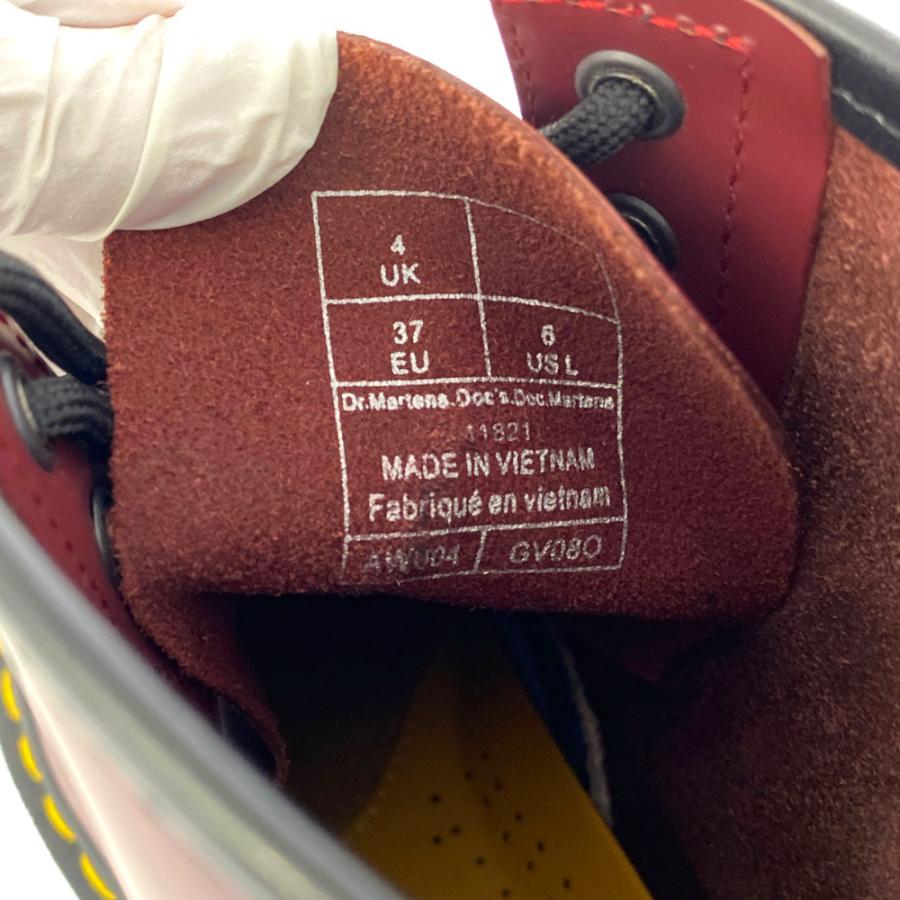 4
UK
37
EU
6
US L
Dr.Martens.Doc's.Doc.Martens
11821
MADE IN VIETNAM
Fabriqué en vietnam
AW004 / GV08O